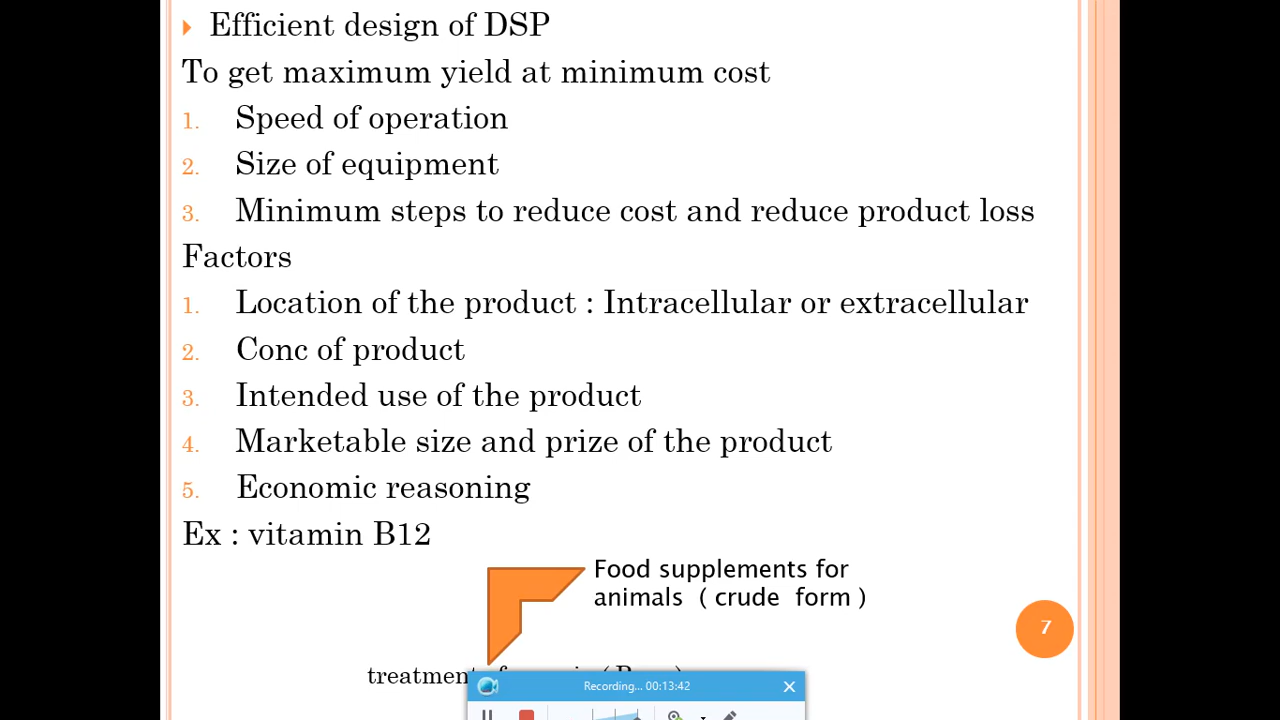 Efficient design of DSP
To get maximum yield at minimum cost
1. Speed of operation
2. Size of equipment
3. Minimum steps to reduce cost and reduce product loss
Factors
1. Location of the product : Intracellular or extracellular
2. Conc of product
3. Intended use of the product
4. Marketable size and prize of the product
5. Economic reasoning
Ex : vitamin B12
Food supplements for
animals ( crude form )
7
treatment
Recording... 00:13:42